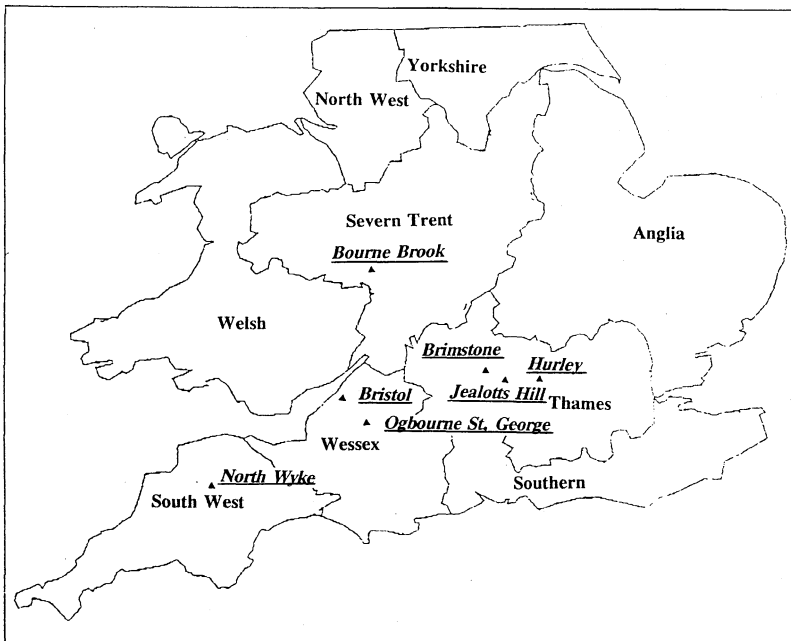 Yorkshire
North West
Severn Trent
Bourne Brook
Anglia
Welsh
Brimstone
Hurley
Jealotts Hill
Thames
Bristol
Ogbourne St, George
Wessex
North Wyke
South West
Southern